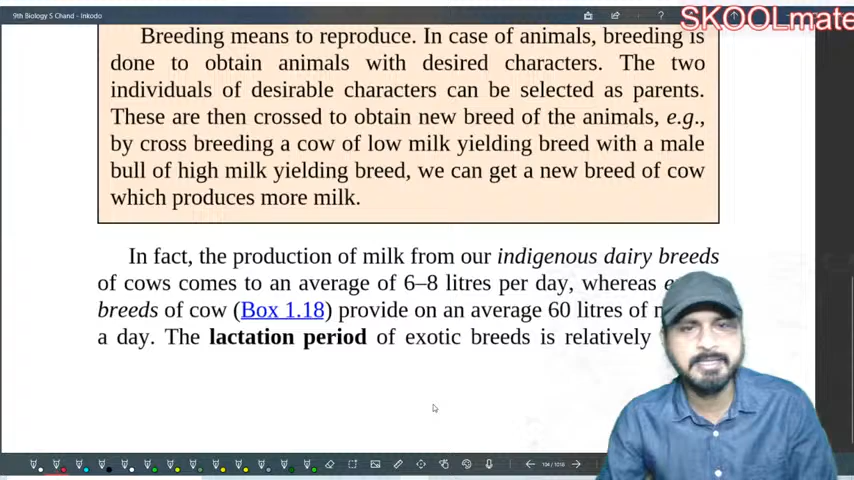 9th Biology S Chand - Inkodo
SKOOLmate
Breeding means to reproduce. In case of animals, breeding is
done to obtain animals with desired characters. The two
individuals of desirable characters can be selected as parents.
These are then crossed to obtain new breed of the animals, e.g.,
by cross breeding a cow of low milk yielding breed with a male
bull of high milk yielding breed, we can get a new breed of cow
which produces more milk.
In fact, the production of milk from our indigenous dairy breeds
of cows comes to an average of 6–8 litres per day, whereas
breeds of cow (Box 1.18) provide on an average 60 litres of
a day. The lactation period of exotic breeds is relatively
104 / 1016